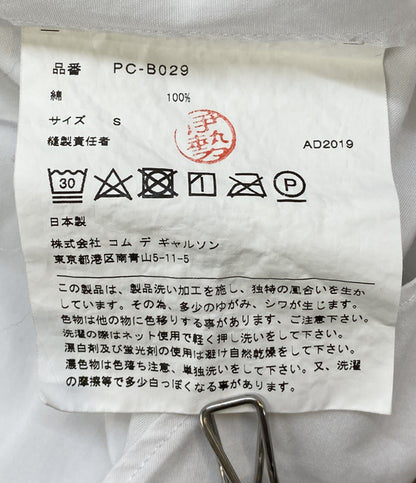 品番 PC-B029
綿 100%
サイズ S
縫製責任者
伊勢
AD2019
30
P
日本製
株式会社 コム デ ギャルソン
東京都港区南青山5-11-5
この製品は、製品洗い加工を施し、独特の風合いを生か
しています。その為、多少のゆがみ、シワが生じます。
色物は他の物に色移りする事があります、ご注意下さい。
洗濯の際はネット使用で軽く押し洗いをして下さい。
漂白剤及び蛍光剤の使用は避け自然乾燥をして下さい。
濃色物は色落ち注意、単独洗いをして下さい。又、洗濯
の摩擦等で多少白っぽくなる事が有ります。